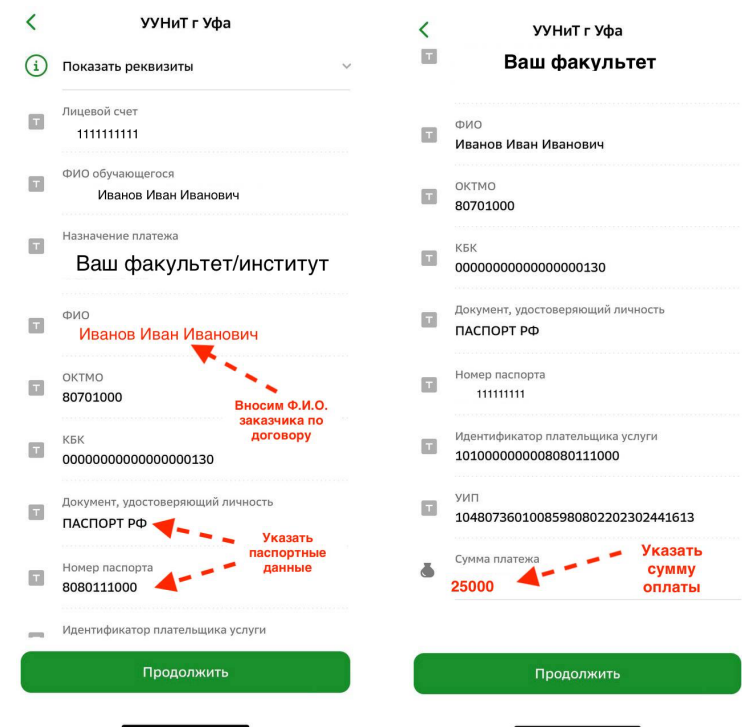 УУНиТ г Уфа
Показать реквизиты
Лицевой счет
1111111111
ФИО обучающегося
Иванов Иван Иванович
Назначение платежа
Ваш факультет/институт
ФИО
Иванов Иван Иванович
ОКТМО
80701000
Вносим Ф.И.О.
заказчика по
договору
КБК
00000000000000000130
Документ, удостоверяющий личность
ПАСПОРТ РФ
Указать
паспортные
данные
Номер паспорта
8080111000
Идентификатор плательщика услуги
Продолжить
УУНиТ г Уфа
Ваш факультет
ФИО
Иванов Иван Иванович
ОКТМО
80701000
КБК
00000000000000000130
Документ, удостоверяющий личность
ПАСПОРТ РФ
Номер паспорта
111111111
Идентификатор плательщика услуги
1010000000008080111000
УИП
10480736010085980802202302441613
Сумма платежа
25000
Указать
сумму
оплаты
Продолжить